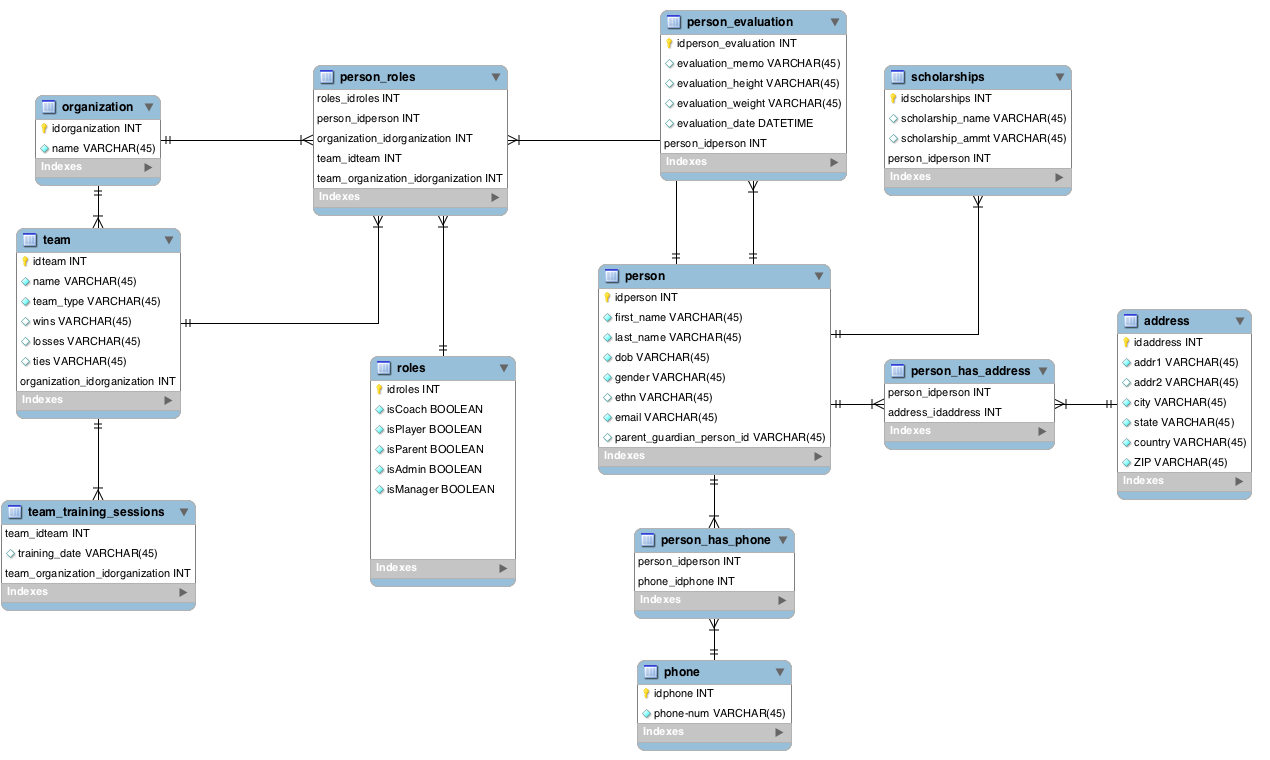 organization
idorganization INT
name VARCHAR(45)
Indexes
person_roles
roles_idroles INT
person_idperson INT
organization_idorganization INT
team_idteam INT
team_organization_idorganization INT
Indexes
person_evaluation
idperson_evaluation INT
evaluation_memo VARCHAR(45)
evaluation_height VARCHAR(45)
evaluation_weight VARCHAR(45)
evaluation_date DATETIME
person_idperson INT
Indexes
scholarships
idscholarships INT
scholarship_name VARCHAR(45)
scholarship_ammt VARCHAR(45)
person_idperson INT
Indexes
team
idteam INT
name VARCHAR(45)
team_type VARCHAR(45)
wins VARCHAR(45)
losses VARCHAR(45)
ties VARCHAR(45)
organization_idorganization INT
Indexes
roles
idroles INT
isCoach BOOLEAN
isPlayer BOOLEAN
isParent BOOLEAN
isAdmin BOOLEAN
isManager BOOLEAN
Indexes
person
idperson INT
first_name VARCHAR(45)
last_name VARCHAR(45)
dob VARCHAR(45)
gender VARCHAR(45)
ethn VARCHAR(45)
email VARCHAR(45)
parent_guardian_person_id VARCHAR(45)
Indexes
person_has_address
person_idperson INT
address_idaddress INT
Indexes
address
idaddress INT
addr1 VARCHAR(45)
addr2 VARCHAR(45)
city VARCHAR(45)
state VARCHAR(45)
country VARCHAR(45)
ZIP VARCHAR(45)
Indexes
team_training_sessions
team_idteam INT
training_date VARCHAR(45)
team_organization_idorganization INT
Indexes
person_has_phone
person_idperson INT
phone_idphone INT
Indexes
phone
idphone INT
phone-num VARCHAR(45)
Indexes